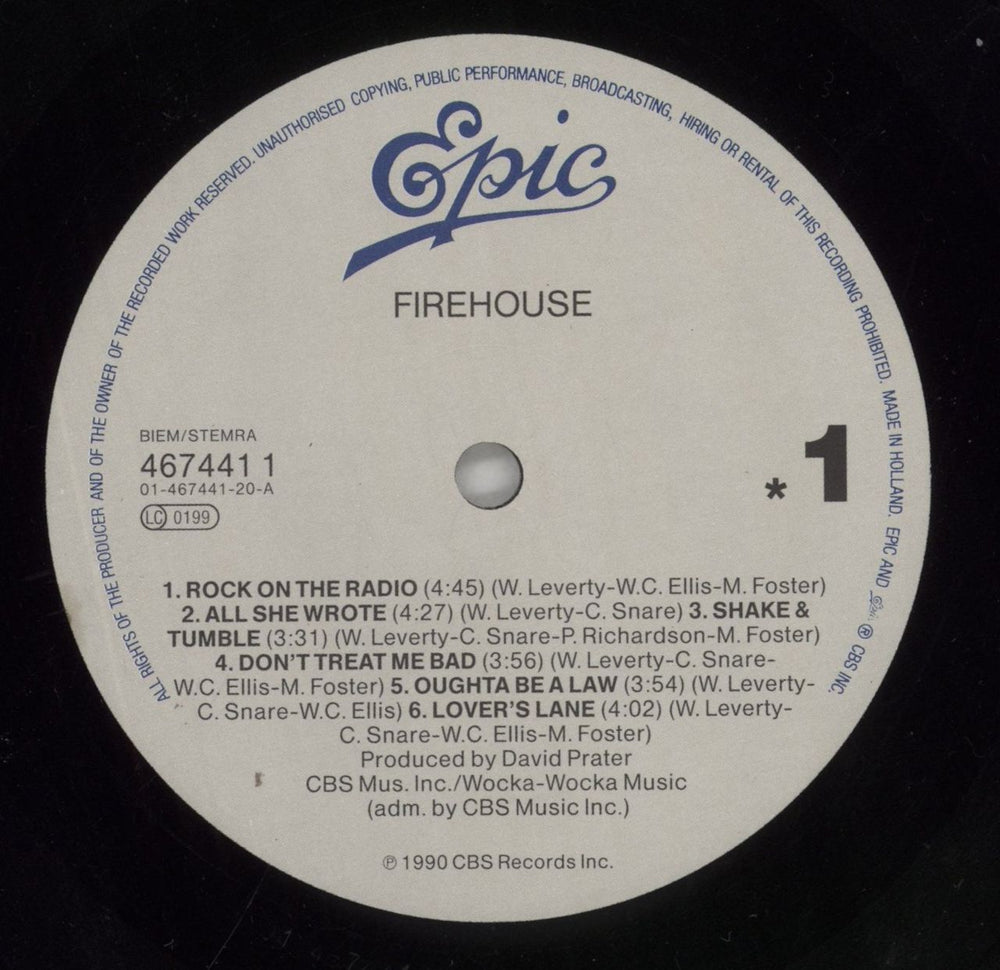 ALL RIGHTS OF THE PRODUCER AND OF THE OWNER OF THE RECORDED WORK RESERVED. UNAUTHORISED COPYING, PUBLIC PERFORMANCE, BROADCASTING, HIRING OR RENTAL OF THIS RECORDING PROHIBITED. MADE IN HOLLAND. EPIC AND Epic ® CBS INC.
Epic
FIREHOUSE
BIEM/STEMRA
467441 1
01-467441-20-A
LC 0199
* 1
1. ROCK ON THE RADIO (4:45) (W. Leverty-W.C. Ellis-M. Foster)
2. ALL SHE WROTE (4:27) (W. Leverty-C. Snare) 3. SHAKE &
TUMBLE (3:31) (W. Leverty-C. Snare-P. Richardson-M. Foster)
4. DON'T TREAT ME BAD (3:56) (W. Leverty-C. Snare-
W.C. Ellis-M. Foster) 5. OUGHTA BE A LAW (3:54) (W. Leverty-
C. Snare-W.C. Ellis) 6. LOVER'S LANE (4:02) (W. Leverty-
C. Snare-W.C. Ellis-M. Foster)
Produced by David Prater
CBS Mus. Inc./Wocka-Wocka Music
(adm. by CBS Music Inc.)
℗ 1990 CBS Records Inc.